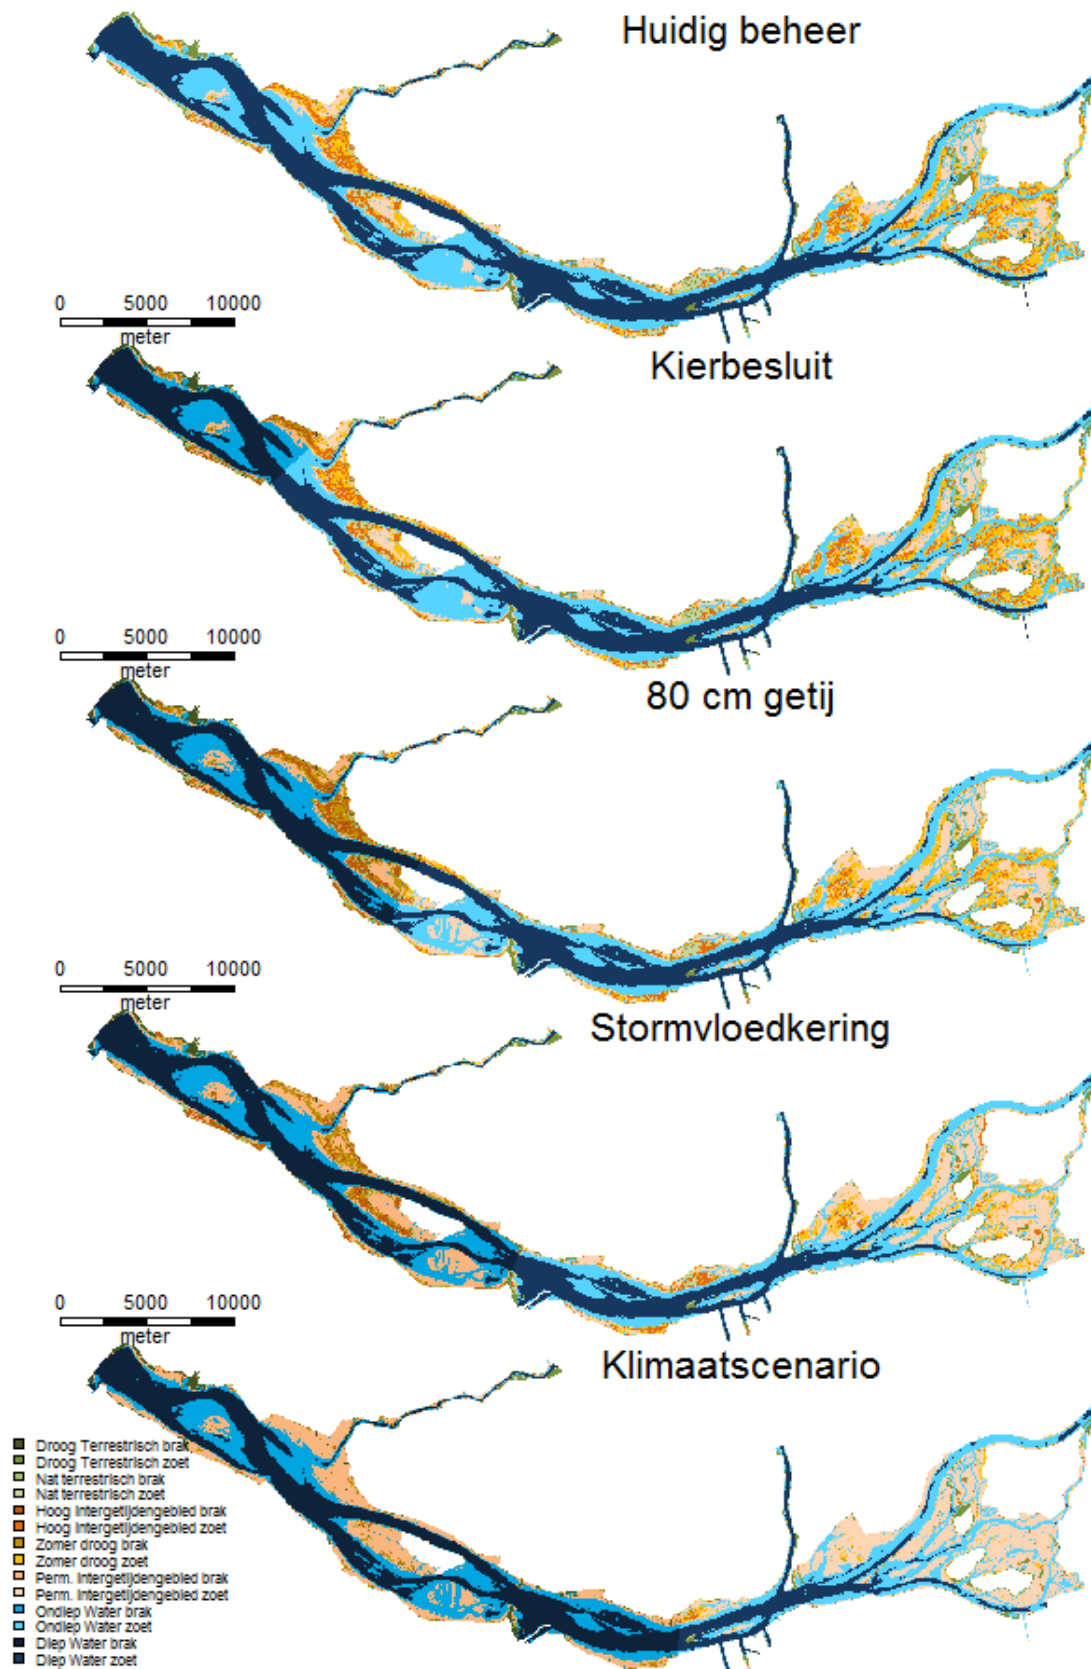 Huidig beheer
0 5000 10000
meter
Kierbesluit
0 5000 10000
meter
80 cm getij
0 5000 10000
meter
Stormvloedkering
0 5000 10000
meter
Klimaatscenario
Droog Terrestrisch brak
Droog Terrestrisch zoet
Nat terrestrisch brak
Nat terrestrisch zoet
Hoog Intergetijdengebied brak
Hoog Intergetijdengebied zoet
Zomer droog brak
Zomer droog zoet
Perm. Intergetijdengebied brak
Perm. Intergetijdengebied zoet
Ondiep Water brak
Ondiep Water zoet
Diep Water brak
Diep Water zoet